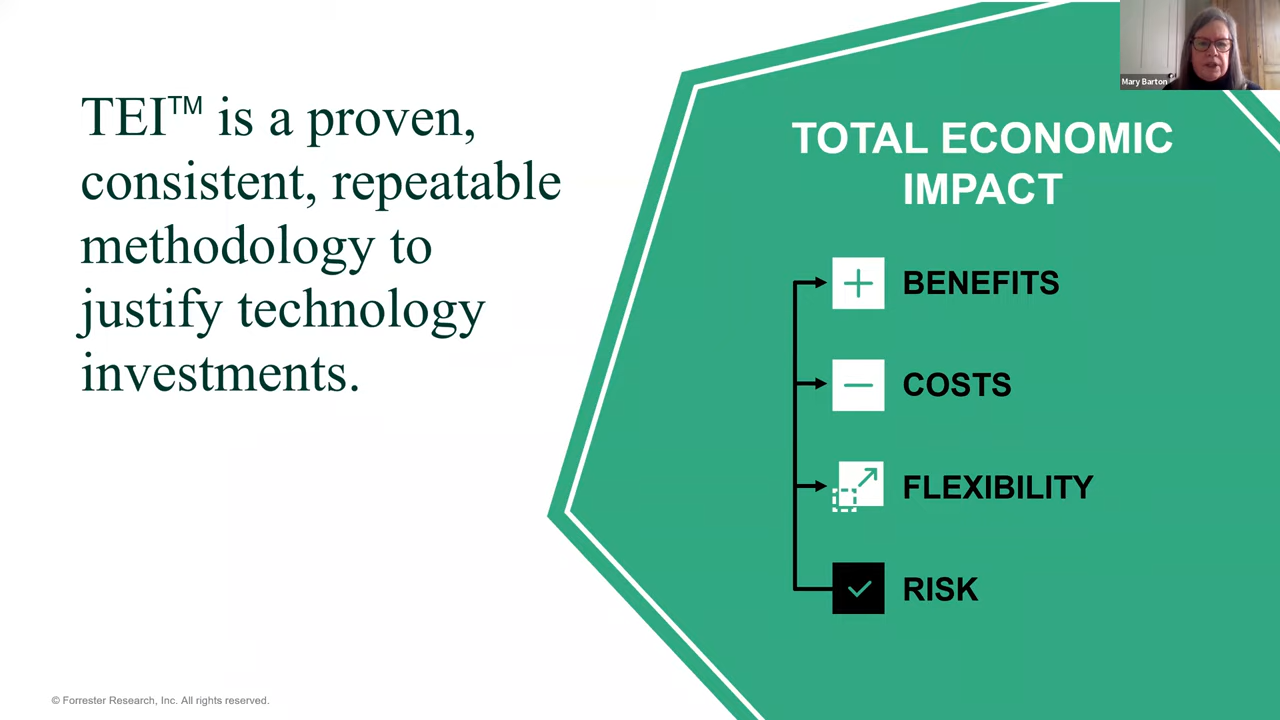 TEI™ is a proven,
consistent, repeatable
methodology to
justify technology
investments.
Mary Barton
TOTAL ECONOMIC
IMPACT
BENEFITS
COSTS
FLEXIBILITY
RISK
© Forrester Research, Inc. All rights reserved.